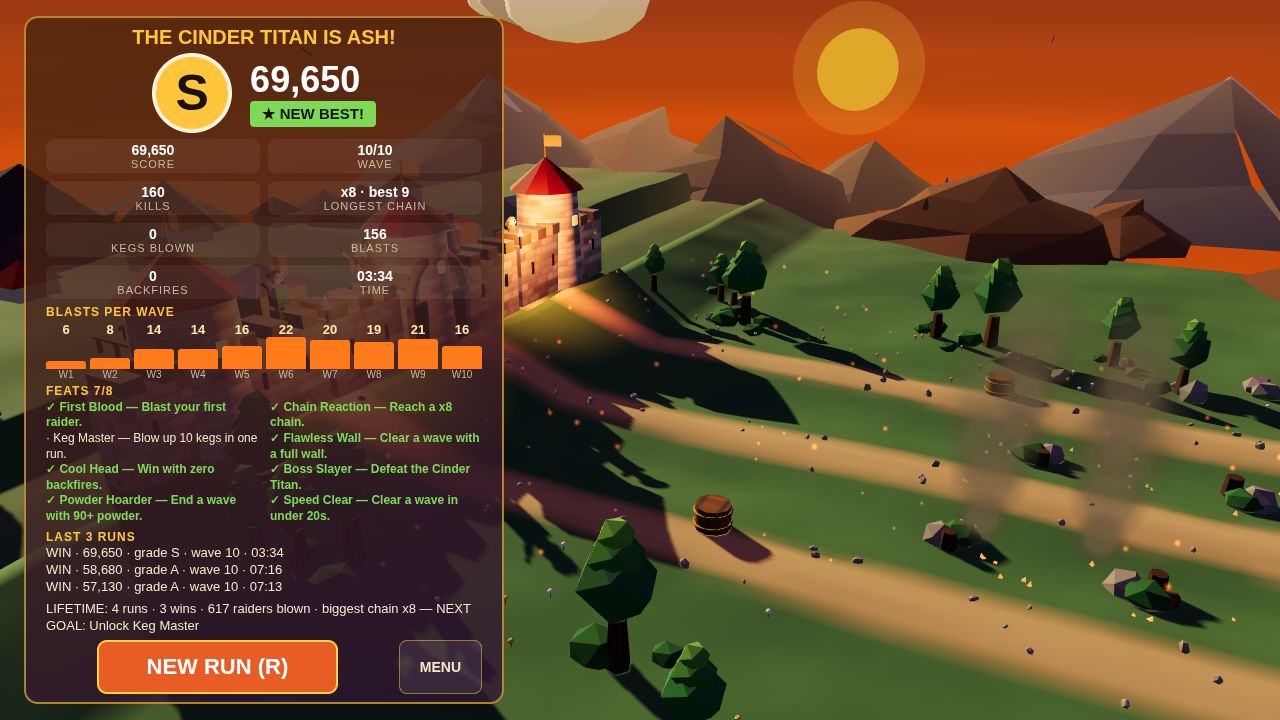 THE CINDER TITAN IS ASH!
S
69,650
★ NEW BEST!
69,650
SCORE
10/10
WAVE
160
KILLS
x8 · best 9
LONGEST CHAIN
0
KEGS BLOWN
156
BLASTS
0
BACKFIRES
03:34
TIME
BLASTS PER WAVE
6 8 14 14 16 22 20 19 21 16
W1 W2 W3 W4 W5 W6 W7 W8 W9 W10
FEATS 7/8
✓ First Blood — Blast your first
raider.
✓ Chain Reaction — Reach a x8
chain.
· Keg Master — Blow up 10 kegs in one
run.
✓ Flawless Wall — Clear a wave with
a full wall.
✓ Cool Head — Win with zero
backfires.
✓ Boss Slayer — Defeat the Cinder
Titan.
✓ Powder Hoarder — End a wave
with 90+ powder.
✓ Speed Clear — Clear a wave in
under 20s.
LAST 3 RUNS
WIN · 69,650 · grade S · wave 10 · 03:34
WIN · 58,680 · grade A · wave 10 · 07:16
WIN · 57,130 · grade A · wave 10 · 07:13
LIFETIME: 4 runs · 3 wins · 617 raiders blown · biggest chain x8 — NEXT
GOAL: Unlock Keg Master
NEW RUN (R)
MENU